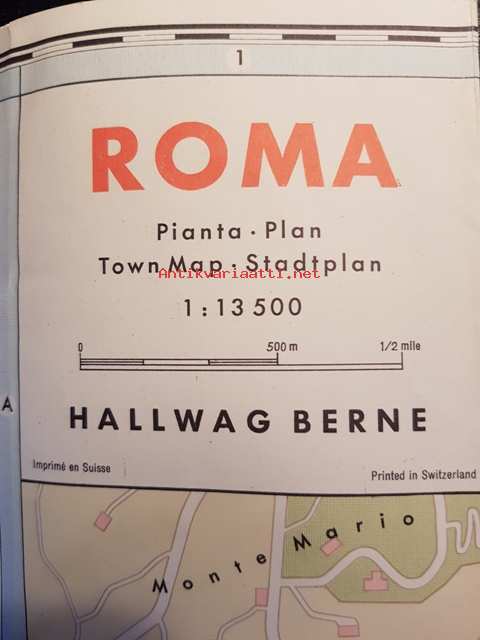 1
ROMA
Pianta · Plan
Town Map · Stadtplan
Antikvariaatti.net
1:13 500
0 500 m 1/2 mile
A
HALLWAG BERNE
Imprimé en Suisse
Printed in Switzerland
Monte Mario